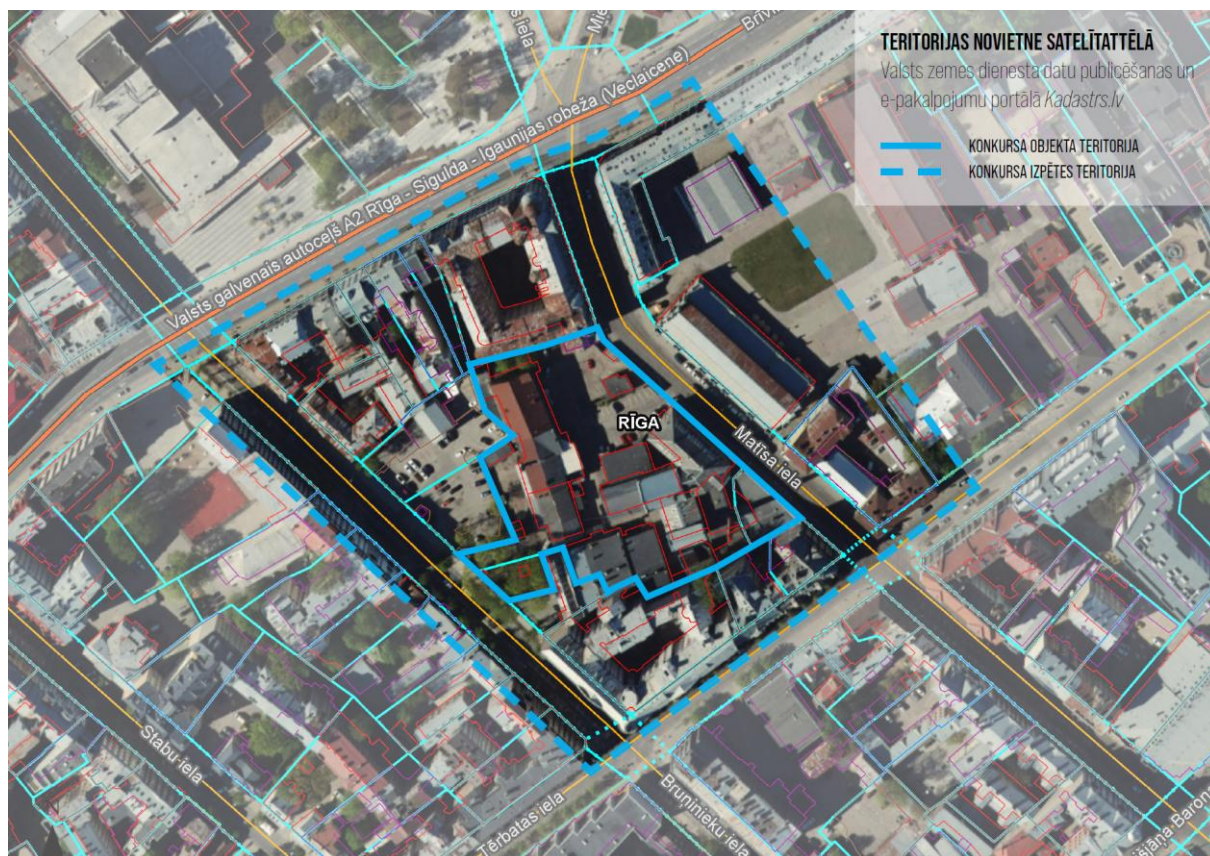 TERITORIJAS NOVIETNE SATELĪTATTĒLĀ
Valsts zemes dienesta datu publicēšanas un
e-pakalpojumu portālā Kadastrs.lv
KONKURSA OBJEKTA TERITORIJA
KONKURSA IZPĒTES TERITORIJA
Valsts galvenais autoceļš A2 Rīga - Sigulda - Igaunijas robeža (Veclaicene)
RĪGA
Matīsa iela
Stabu iela
Tērbatas iela
Bruņinieku iela